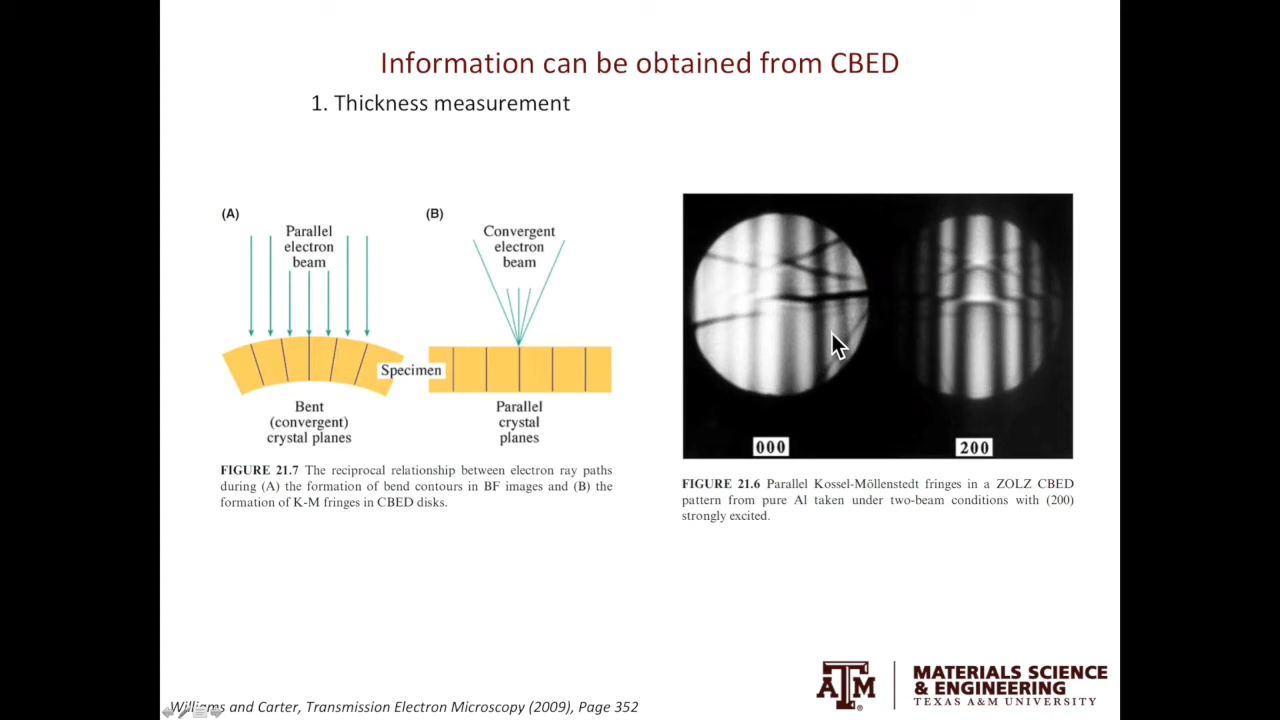 Information can be obtained from CBED
1. Thickness measurement
(A)
Parallel
electron
beam
Bent
(convergent)
crystal planes
Specimen
(B)
Convergent
electron
beam
Parallel
crystal
planes
FIGURE 21.7 The reciprocal relationship between electron ray paths
during (A) the formation of bend contours in BF images and (B) the
formation of K-M fringes in CBED disks.
000
200
FIGURE 21.6 Parallel Kossel-Möllenstedt fringes in a ZOLZ CBED
pattern from pure Al taken under two-beam conditions with (200)
strongly excited.
Williams and Carter, Transmission Electron Microscopy (2009), Page 352
ATM
MATERIALS SCIENCE
& ENGINEERING
TEXAS A&M UNIVERSITY